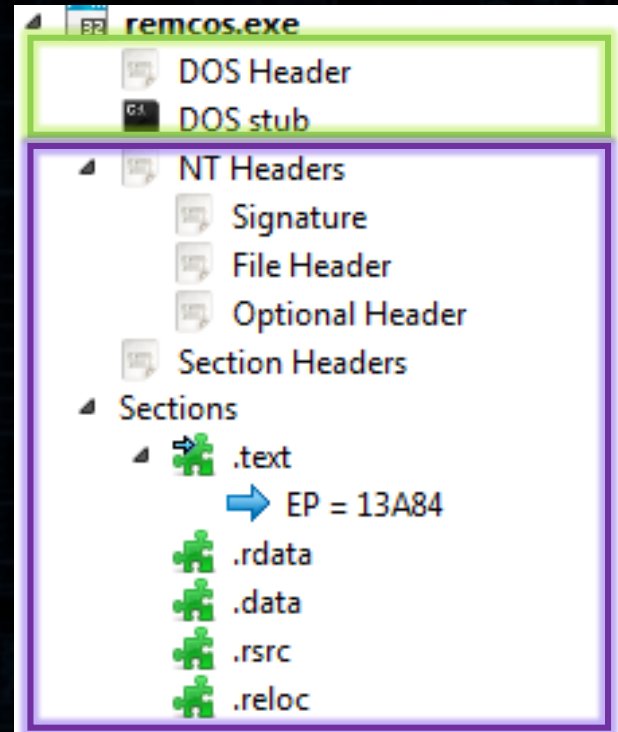 remcos.exe
DOS Header
DOS stub
NT Headers
Signature
File Header
Optional Header
Section Headers
Sections
.text
EP = 13A84
.rdata
.data
.rsrc
.reloc